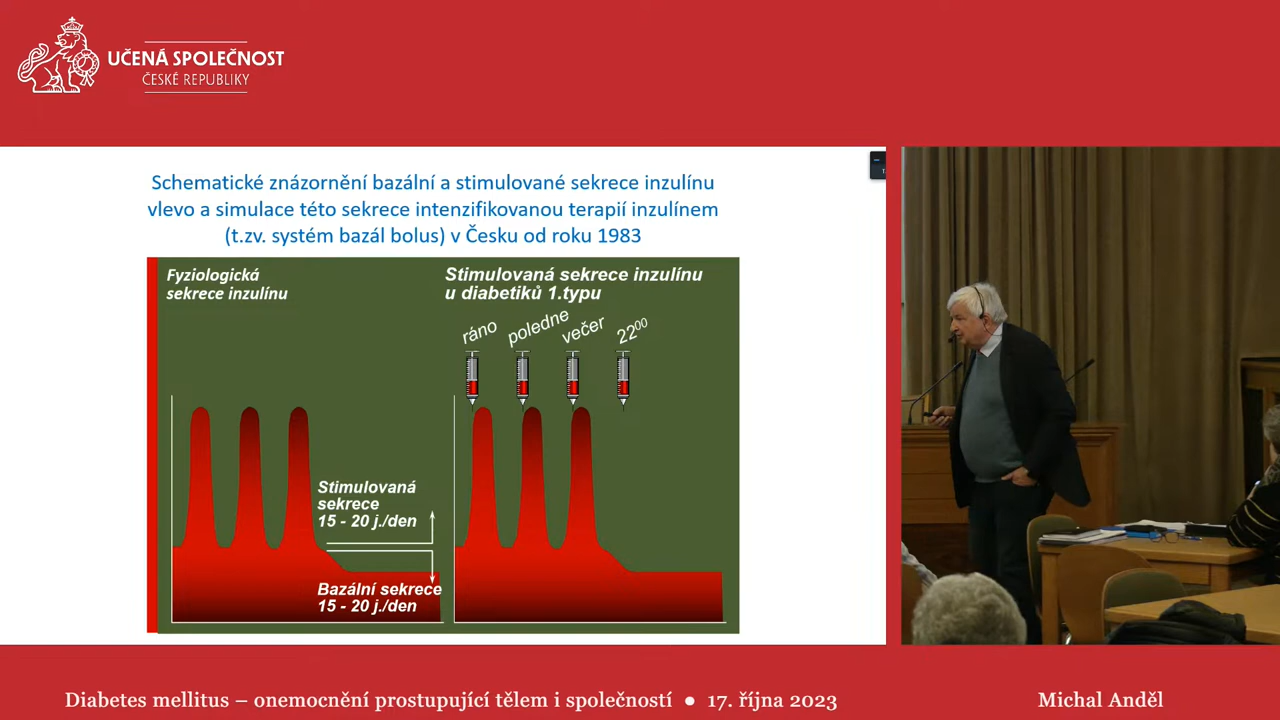 UČENÁ SPOLEČNOST
ČESKÉ REPUBLIKY
Schematické znázornění bazální a stimulované sekrece inzulínu
vlevo a simulace této sekrece intenzifikovanou terapií inzulínem
(t.zv. systém bazál bolus) v Česku od roku 1983
Fyziologická
sekrece inzulínu
Stimulovaná sekrece inzulínu
u diabetiků 1.typu
ráno
poledne
večer
22⁰⁰
Stimulovaná
sekrece
15 - 20 j./den
Bazální sekrece
15 - 20 j./den
Diabetes mellitus – onemocnění prostupující tělem i společností ● 17. října 2023
Michal Anděl